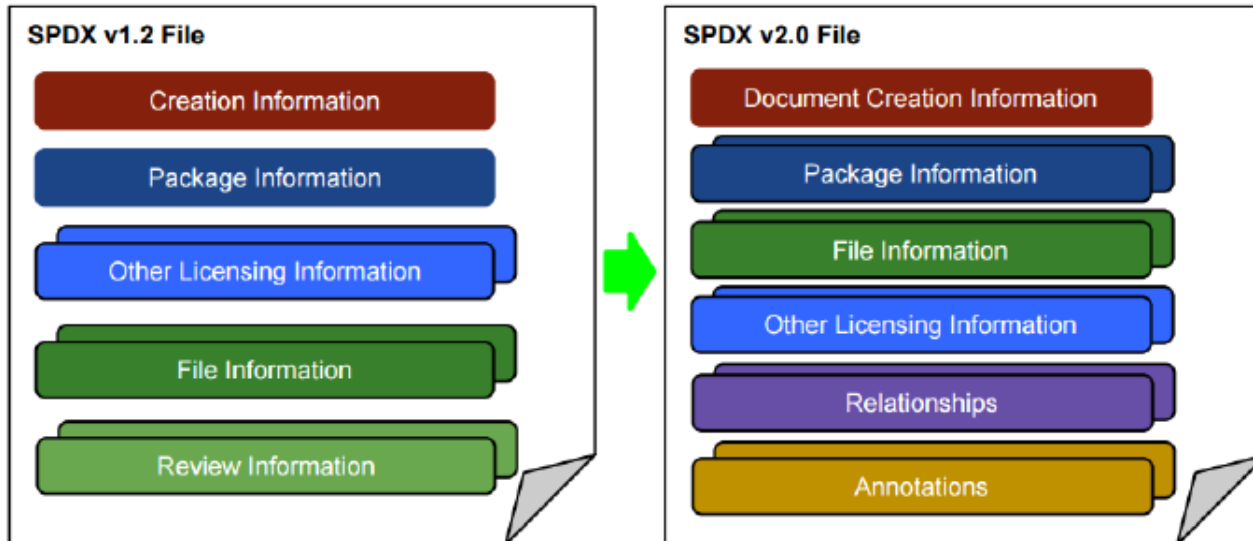 SPDX v1.2 File
Creation Information
Package Information
Other Licensing Information
File Information
Review Information
SPDX v2.0 File
Document Creation Information
Package Information
File Information
Other Licensing Information
Relationships
Annotations